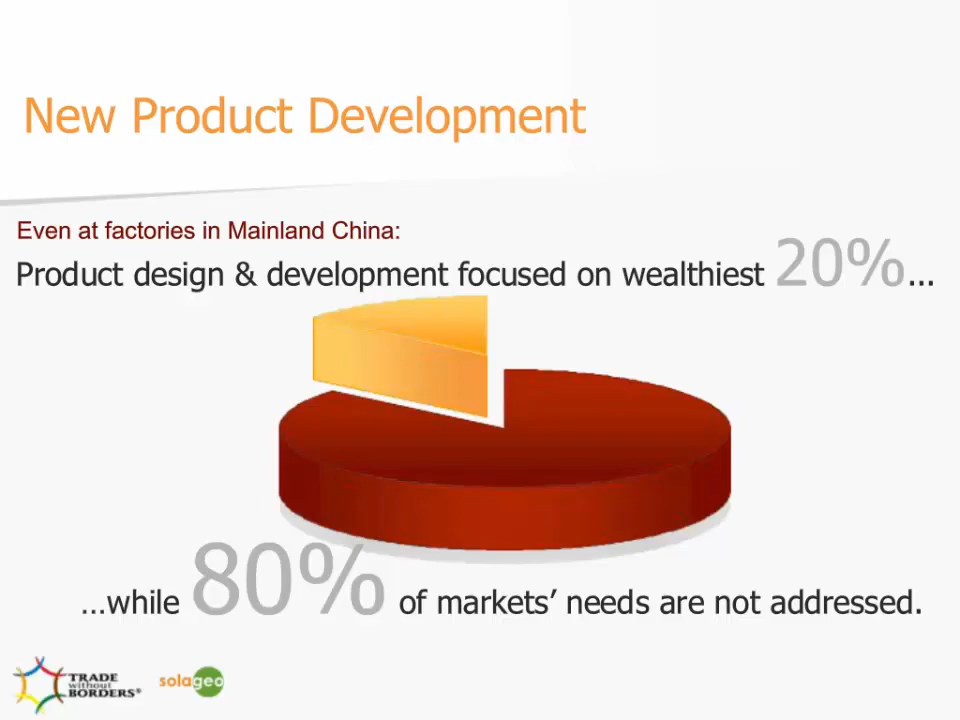 New Product Development
Even at factories in Mainland China:
Product design & development focused on wealthiest 20%...
...while 80% of markets’ needs are not addressed.
TRADE
without
BORDERS®
solageo